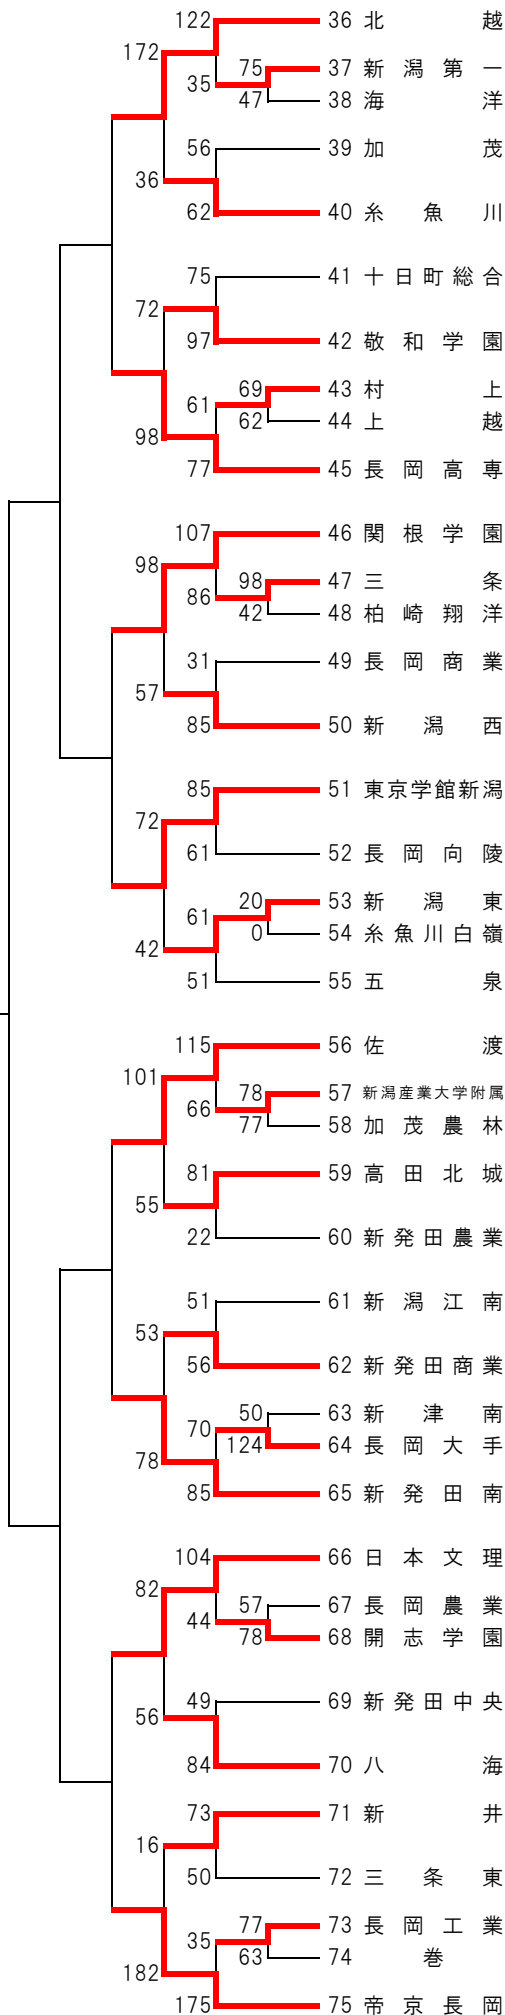 122 36 北越
172
75 37 新潟第一
35
47 38 海洋
56 39 加茂
36
62 40 糸魚川
75 41 十日町総合
72
97 42 敬和学園
69 43 村上
61
62 44 上越
98
77 45 長岡高専
107 46 関根学園
98
98 47 三条
86
42 48 柏崎翔洋
31 49 長岡商業
57
85 50 新潟西
85 51 東京学館新潟
72
61 52 長岡向陵
20 53 新潟東
61
0 54 糸魚川白嶺
42
51 55 五泉
115 56 佐渡
101
78 57 新潟産業大学附属
66
77 58 加茂農林
81 59 高田北城
55
22 60 新発田農業
51 61 新潟江南
53
56 62 新発田商業
50 63 新津南
70
124 64 長岡大手
78
85 65 新発田南
104 66 日本文理
82
57 67 長岡農業
44
78 68 開志学園
49 69 新発田中央
56
84 70 八海
73 71 新井
16
50 72 三条東
77 73 長岡工業
35
63 74 巻
182
175 75 帝京長岡